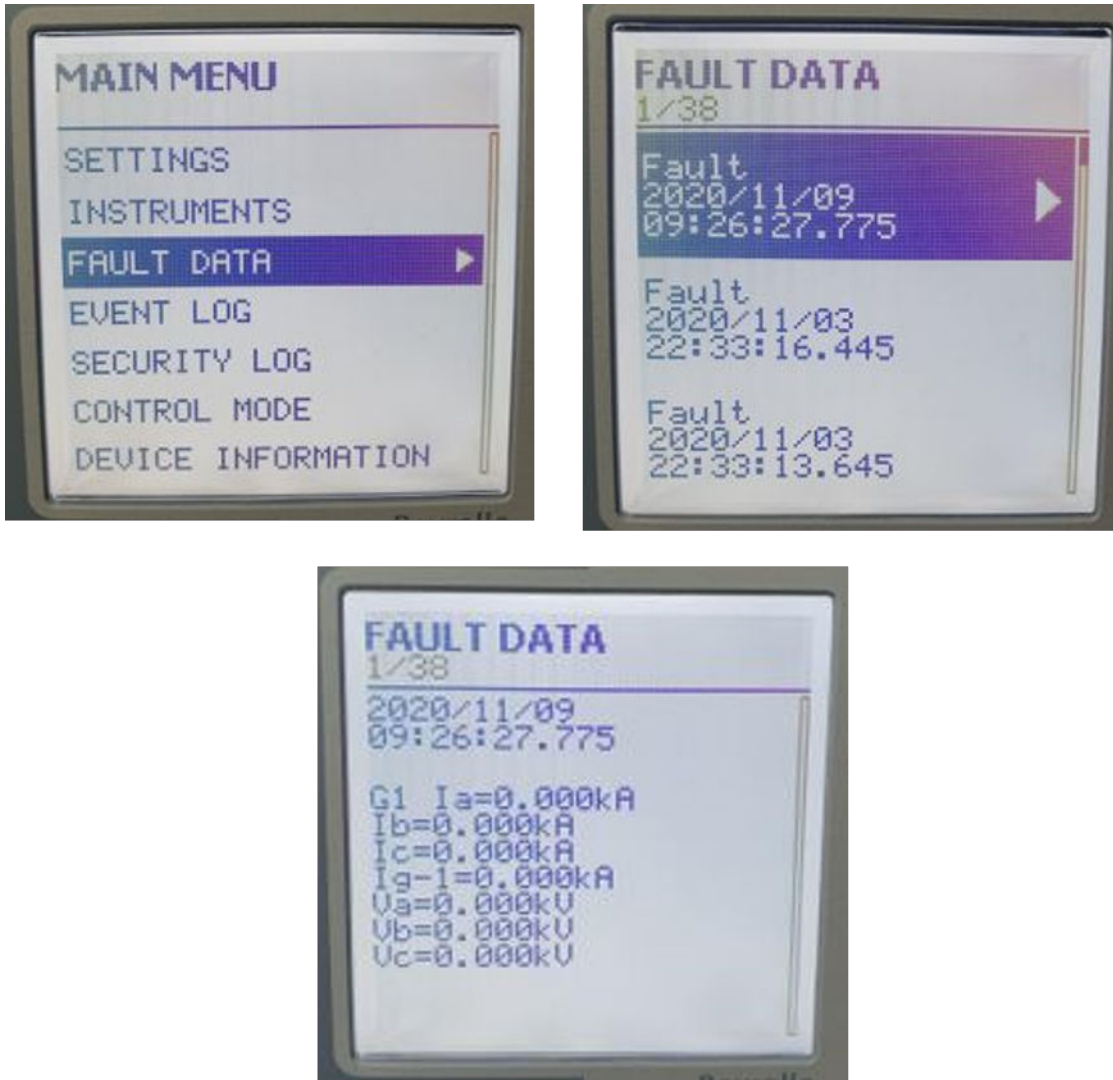 MAIN MENU
SETTINGS
INSTRUMENTS
FAULT DATA
EVENT LOG
SECURITY LOG
CONTROL MODE
DEVICE INFORMATION
FAULT DATA
1/38
Fault
2020/11/09
09:26:27.775
Fault
2020/11/03
22:33:16.445
Fault
2020/11/03
22:33:13.645
FAULT DATA
1/38
2020/11/09
09:26:27.775
G1 Ia=0.000kA
Ib=0.000kA
Ic=0.000kA
Ig-1=0.000kA
Va=0.000kV
Vb=0.000kV
Vc=0.000kV